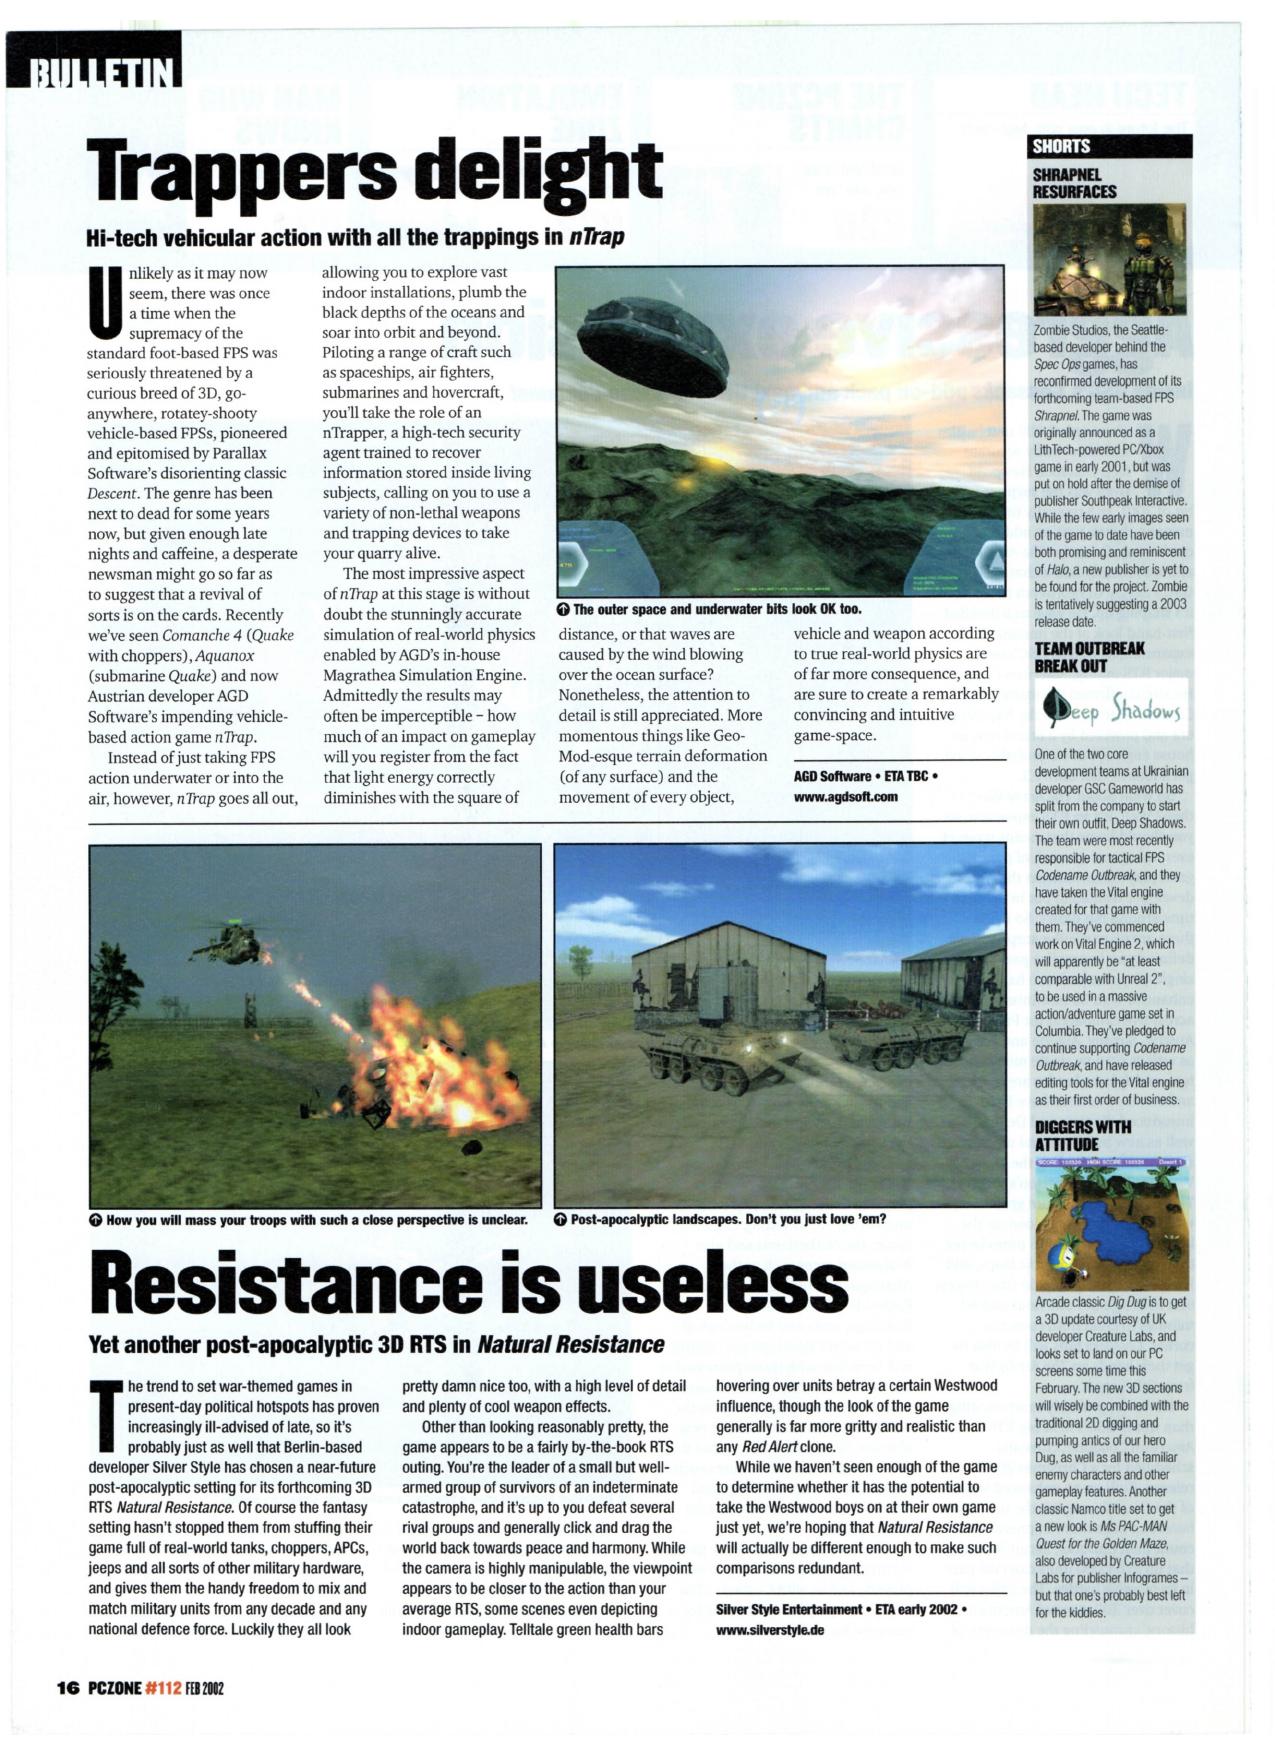 BULLETIN
Trappers delight
Hi-tech vehicular action with all the trappings in nTrap
Unlikely as it may now
seem, there was once
a time when the
supremacy of the
standard foot-based FPS was
seriously threatened by a
curious breed of 3D, go-
anywhere, rotatey-shooty
vehicle-based FPSs, pioneered
and epitomised by Parallax
Software's disorienting classic
Descent. The genre has been
next to dead for some years
now, but given enough late
nights and caffeine, a desperate
newsman might go so far as
to suggest that a revival of
sorts is on the cards. Recently
we've seen Comanche 4 (Quake
with choppers), Aquanox
(submarine Quake) and now
Austrian developer AGD
Software's impending vehicle-
based action game nTrap.
Instead of just taking FPS
action underwater or into the
air, however, nTrap goes all out,
allowing you to explore vast
indoor installations, plumb the
black depths of the oceans and
soar into orbit and beyond.
Piloting a range of craft such
as spaceships, air fighters,
submarines and hovercraft,
you'll take the role of an
nTrapper, a high-tech security
agent trained to recover
information stored inside living
subjects, calling on you to use a
variety of non-lethal weapons
and trapping devices to take
your quarry alive.
The most impressive aspect
of nTrap at this stage is without
doubt the stunningly accurate
simulation of real-world physics
enabled by AGD's in-house
Magrathea Simulation Engine.
Admittedly the results may
often be imperceptible – how
much of an impact on gameplay
will you register from the fact
that light energy correctly
diminishes with the square of
The outer space and underwater bits look OK too.
distance, or that waves are
caused by the wind blowing
over the ocean surface?
Nonetheless, the attention to
detail is still appreciated. More
momentous things like Geo-
Mod-esque terrain deformation
(of any surface) and the
movement of every object,
vehicle and weapon according
to true real-world physics are
of far more consequence, and
are sure to create a remarkably
convincing and intuitive
game-space.
AGD Software • ETA TBC •
www.agdsoft.com
How you will mass your troops with such a close perspective is unclear.
Post-apocalyptic landscapes. Don't you just love 'em?
Resistance is useless
Yet another post-apocalyptic 3D RTS in Natural Resistance
The trend to set war-themed games in
present-day political hotspots has proven
increasingly ill-advised of late, so it's
probably just as well that Berlin-based
developer Silver Style has chosen a near-future
post-apocalyptic setting for its forthcoming 3D
RTS Natural Resistance. Of course the fantasy
setting hasn't stopped them from stuffing their
game full of real-world tanks, choppers, APCs,
jeeps and all sorts of other military hardware,
and gives them the handy freedom to mix and
match military units from any decade and any
national defence force. Luckily they all look
pretty damn nice too, with a high level of detail
and plenty of cool weapon effects.
Other than looking reasonably pretty, the
game appears to be a fairly by-the-book RTS
outing. You're the leader of a small but well-
armed group of survivors of an indeterminate
catastrophe, and it's up to you defeat several
rival groups and generally click and drag the
world back towards peace and harmony. While
the camera is highly manipulable, the viewpoint
appears to be closer to the action than your
average RTS, some scenes even depicting
indoor gameplay. Telltale green health bars
hovering over units betray a certain Westwood
influence, though the look of the game
generally is far more gritty and realistic than
any Red Alert clone.
While we haven't seen enough of the game
to determine whether it has the potential to
take the Westwood boys on at their own game
just yet, we're hoping that Natural Resistance
will actually be different enough to make such
comparisons redundant.
Silver Style Entertainment • ETA early 2002 •
www.silverstyle.de
SHORTS
SHRAPNEL
RESURFACES
Zombie Studios, the Seattle-
based developer behind the
Spec Ops games, has
reconfirmed development of its
forthcoming team-based FPS
Shrapnel. The game was
originally announced as a
LithTech-powered PC/Xbox
game in early 2001, but was
put on hold after the demise of
publisher Southpeak Interactive.
While the few early images seen
of the game to date have been
both promising and reminiscent
of Halo, a new publisher is yet to
be found for the project. Zombie
is tentatively suggesting a 2003
release date.
TEAM OUTBREAK
BREAK OUT
Deep Shadows
One of the two core
development teams at Ukrainian
developer GSC Gameworld has
split from the company to start
their own outfit, Deep Shadows.
The team were most recently
responsible for tactical FPS
Codename Outbreak, and they
have taken the Vital engine
created for that game with
them. They've commenced
work on Vital Engine 2, which
will apparently be "at least
comparable with Unreal 2",
to be used in a massive
action/adventure game set in
Columbia. They've pledged to
continue supporting Codename
Outbreak, and have released
editing tools for the Vital engine
as their first order of business.
DIGGERS WITH
ATTITUDE
Arcade classic Dig Dug is to get
a 3D update courtesy of UK
developer Creature Labs, and
looks set to land on our PC
screens some time this
February. The new 3D sections
will wisely be combined with the
traditional 2D digging and
pumping antics of our hero
Dug, as well as all the familiar
enemy characters and other
gameplay features. Another
classic Namco title set to get
a new look is Ms PAC-MAN
Quest for the Golden Maze,
also developed by Creature
Labs for publisher Infogrames –
but that one's probably best left
for the kiddies.
16 PCZONE #112 FEB 2002